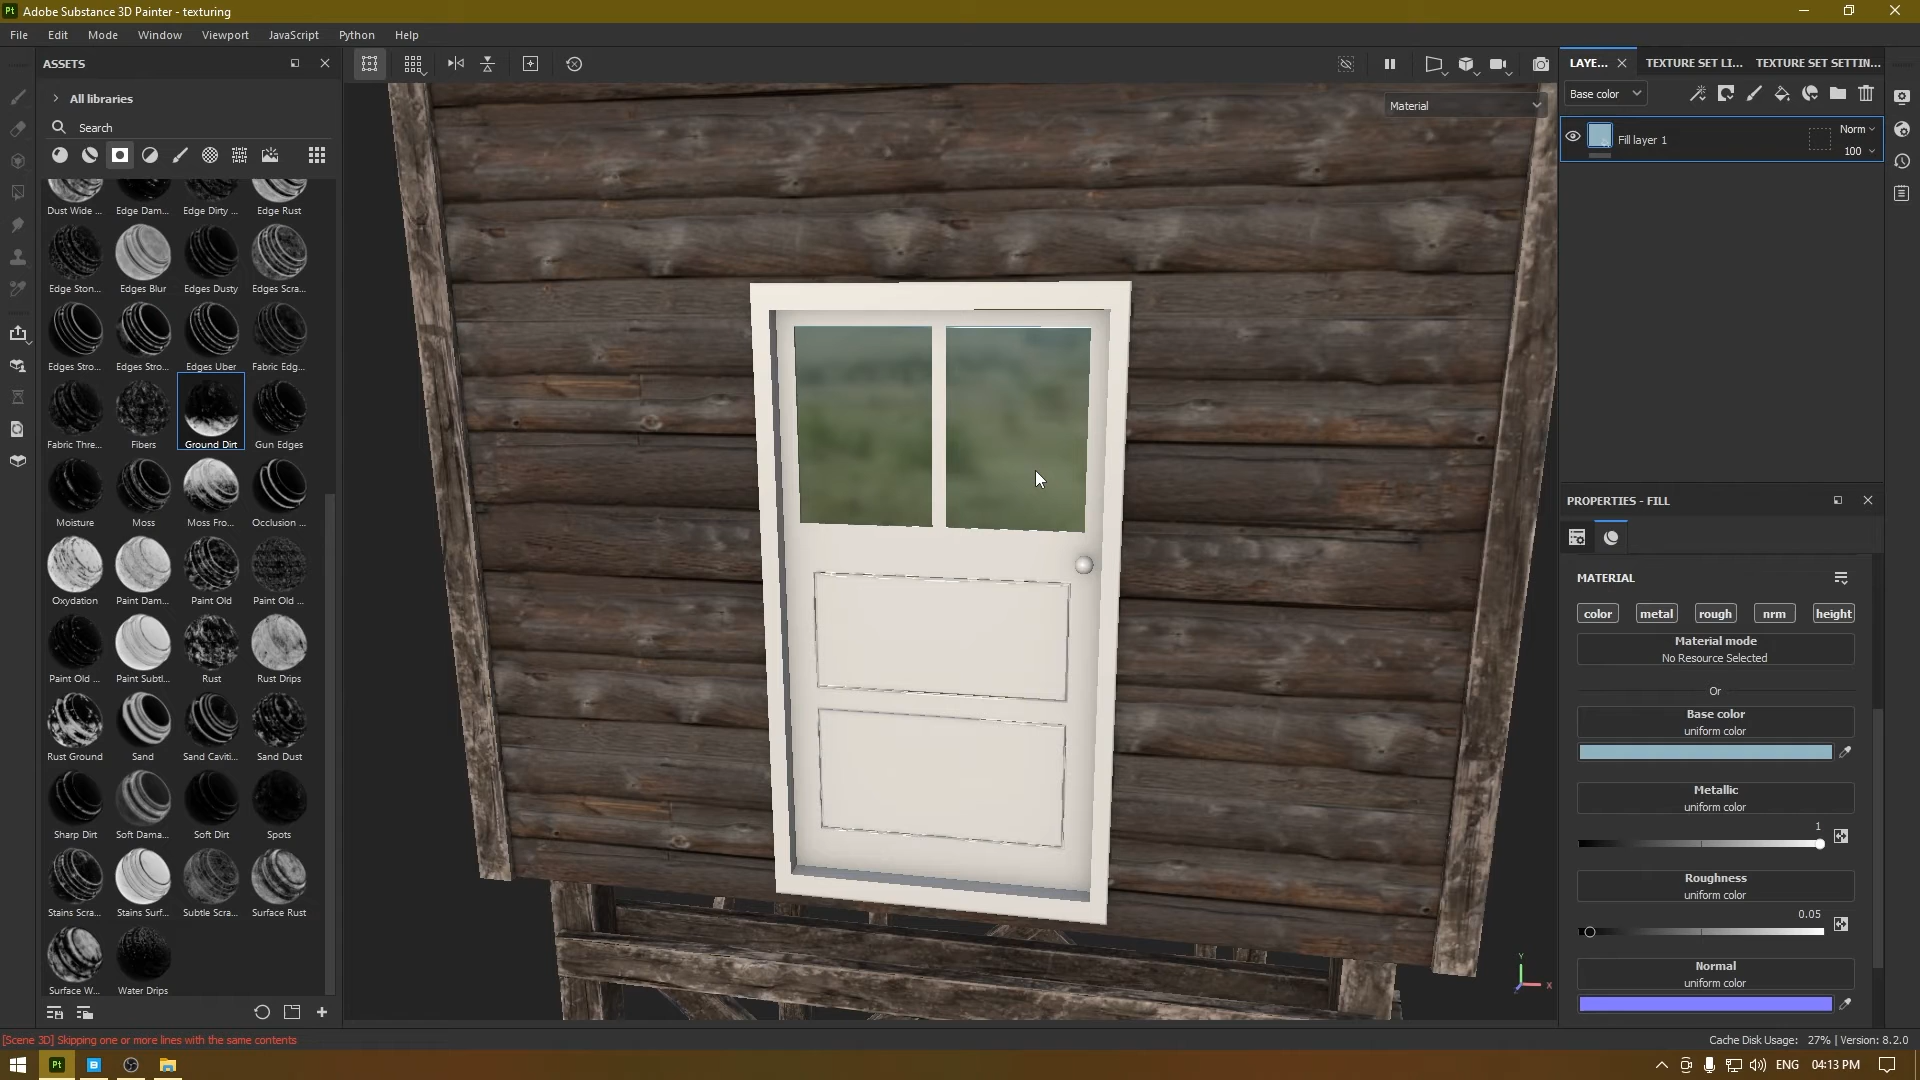 Adobe Substance 3D Painter - texturing
File Edit Mode Window Viewport JavaScript Python Help
ASSETS
All libraries
Search
Dust Wide ... Edge Dam... Edge Dirty ... Edge Rust
Edge Ston... Edges Blur Edges Dusty Edges Scra...
Edges Stro... Edges Stro... Edges Uber Fabric Edg...
Fabric Thre... Fibers Ground Dirt Gun Edges
Moisture Moss Moss Fro... Occlusion ...
Oxydation Paint Dam... Paint Old Paint Old ...
Paint Old ... Paint Subtl... Rust Rust Drips
Rust Ground Sand Sand Caviti... Sand Dust
Sharp Dirt Soft Dama... Soft Dirt Spots
Stains Scra... Stains Surf... Subtle Scra... Surface Rust
Surface W... Water Drips
Material
LAYE... TEXTURE SET LI... TEXTURE SET SETTIN...
Base color
Fill layer 1
Norm
100
PROPERTIES - FILL
MATERIAL
color metal rough nrm height
Material mode
No Resource Selected
Or
Base color
uniform color
Metallic
uniform color
1
Roughness
uniform color
0.05
Normal
uniform color
Y
X
Z
[Scene 3D] Skipping one or more lines with the same contents
Cache Disk Usage: 27% | Version: 8.2.0
Pt
ENG 04:13 PM